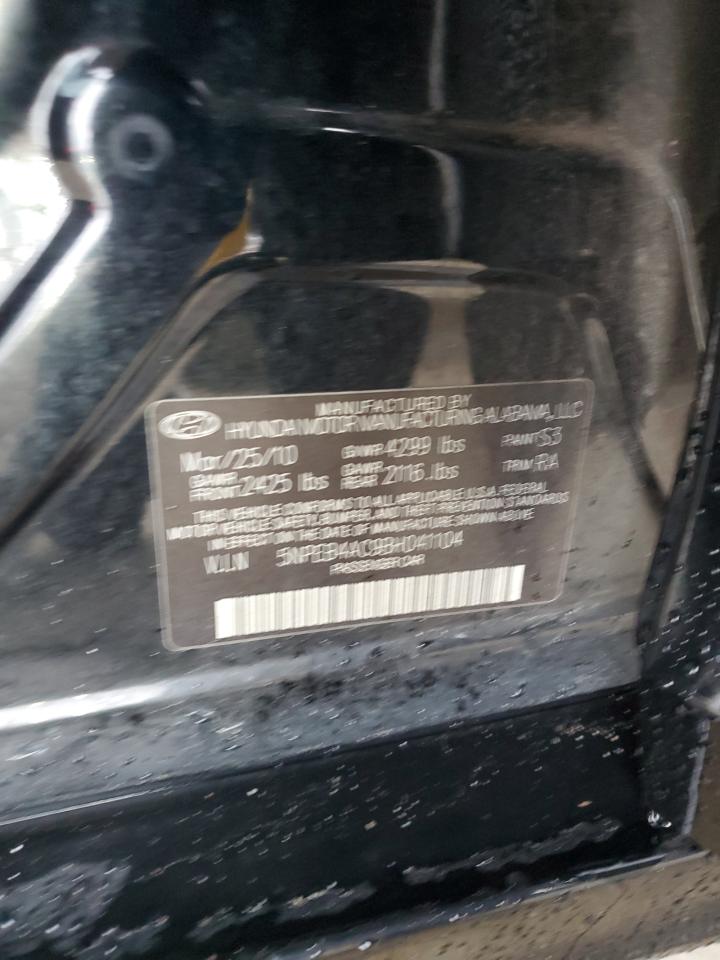 MANUFACTURED BY
HYUNDAI MOTOR MANUFACTURING ALABAMA, LLC
Mar/25/10 GVWR 4299 lbs PAINT S3
GAWR FRONT 2425 lbs GAWR REAR 2116 lbs TRIM RA
THIS VEHICLE CONFORMS TO ALL APPLICABLE U.S.A. FEDERAL
MOTOR VEHICLE SAFETY, BUMPER, AND THEFT PREVENTION STANDARDS
IN EFFECT ON THE DATE OF MANUFACTURE SHOWN ABOVE
V.I.N 5NPEB4AC9BH041104
PASSENGER CAR